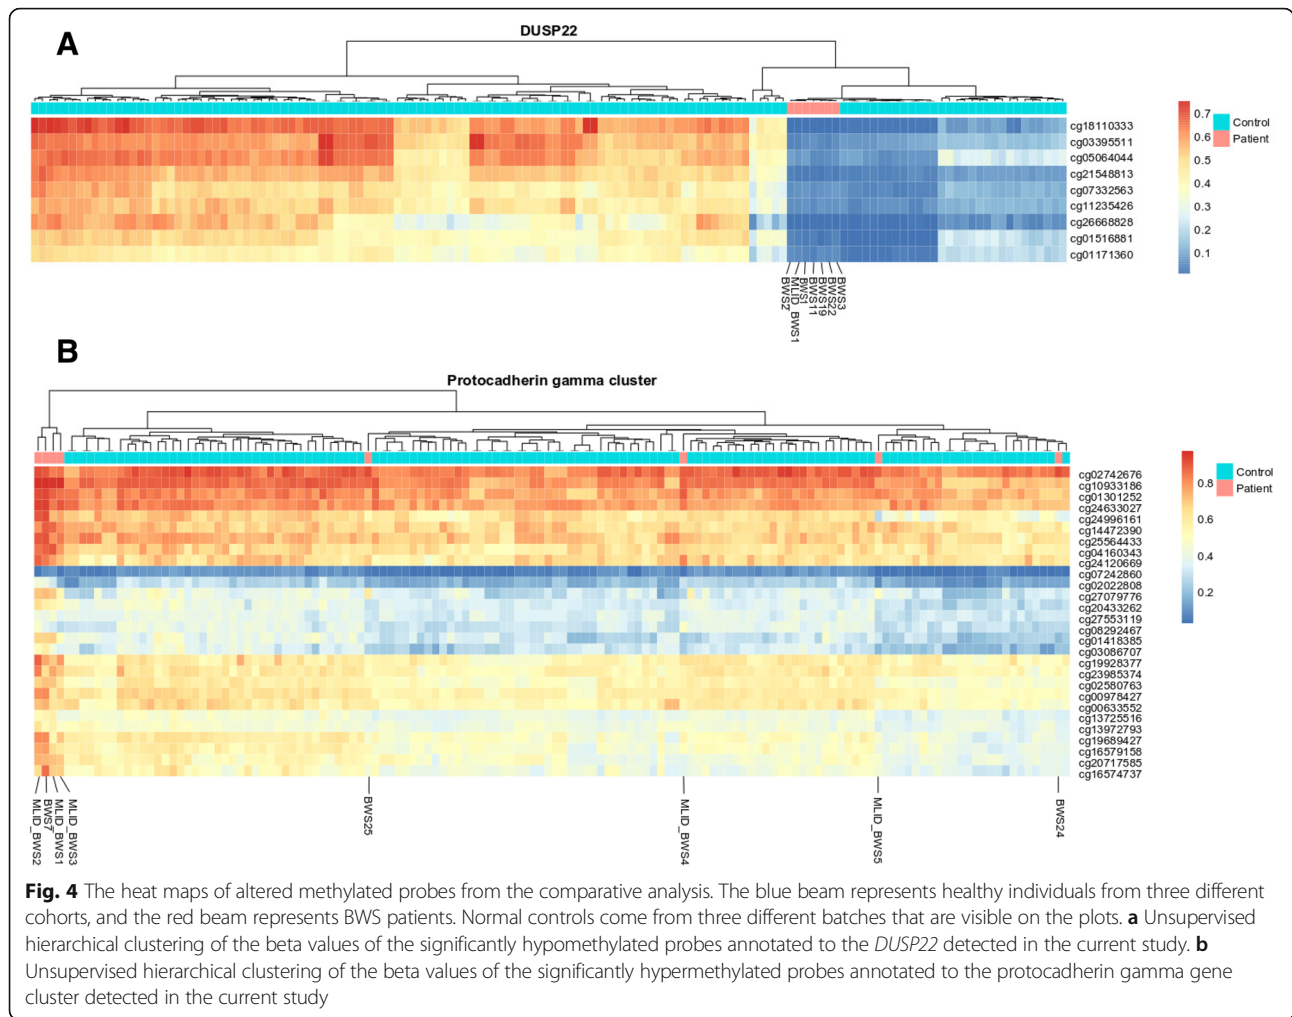 A
DUSP22
cg18110333
cg03395511
cg05064044
cg21548813
cg07332563
cg11235426
cg26668828
cg01516881
cg01171360
0.7
0.6
0.5
0.4
0.3
0.2
0.1
Control
Patient
BWS2
MLID_BWS1
BWS1
BWS11
BWS19
BWS22
BWS3
B
Protocadherin gamma cluster
cg02742676
cg10933186
cg01301252
cg24633027
cg24996161
cg14472390
cg25564433
cg04160343
cg24120669
cg07242860
cg02022808
cg27079776
cg20433262
cg27553119
cg08292467
cg01418385
cg03086707
cg19928377
cg23985374
cg02580763
cg00978427
cg00633552
cg13725516
cg13972793
cg19689427
cg16579158
cg20717585
cg16574737
0.8
0.6
0.4
0.2
Control
Patient
MLID_BWS2
BWS7
MLID_BWS1
MLID_BWS3
BWS25
MLID_BWS4
MLID_BWS5
BWS24
Fig. 4 The heat maps of altered methylated probes from the comparative analysis. The blue beam represents healthy individuals from three different
cohorts, and the red beam represents BWS patients. Normal controls come from three different batches that are visible on the plots. a Unsupervised
hierarchical clustering of the beta values of the significantly hypomethylated probes annotated to the DUSP22 detected in the current study. b
Unsupervised hierarchical clustering of the beta values of the significantly hypermethylated probes annotated to the protocadherin gamma gene
cluster detected in the current study